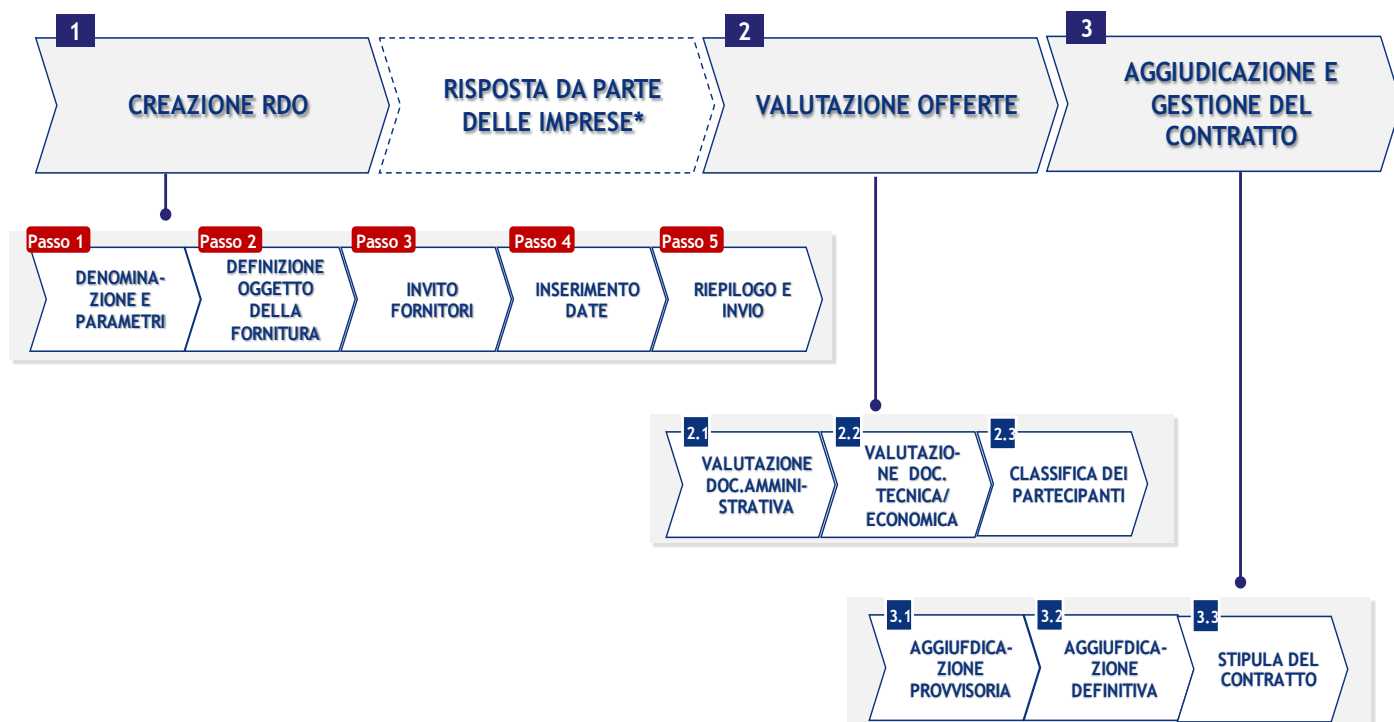 1
CREAZIONE RDO
RISPOSTA DA PARTE
DELLE IMPRESE*
2
VALUTAZIONE OFFERTE
3
AGGIUDICAZIONE E
GESTIONE DEL
CONTRATTO
Passo 1
DENOMINA-
ZIONE E
PARAMETRI
Passo 2
DEFINIZIONE
OGGETTO
DELLA
FORNITURA
Passo 3
INVITO
FORNITORI
Passo 4
INSERIMENTO
DATE
Passo 5
RIEPILOGO E
INVIO
2.1
VALUTAZIONE
DOC.AMMINI-
STRATIVA
2.2
VALUTAZIO-
NE DOC.
TECNICA/
ECONOMICA
2.3
CLASSIFICA DEI
PARTECIPANTI
3.1
AGGIUFDICA-
ZIONE
PROVVISORIA
3.2
AGGIUFDICA-
ZIONE
DEFINITIVA
3.3
STIPULA DEL
CONTRATTO